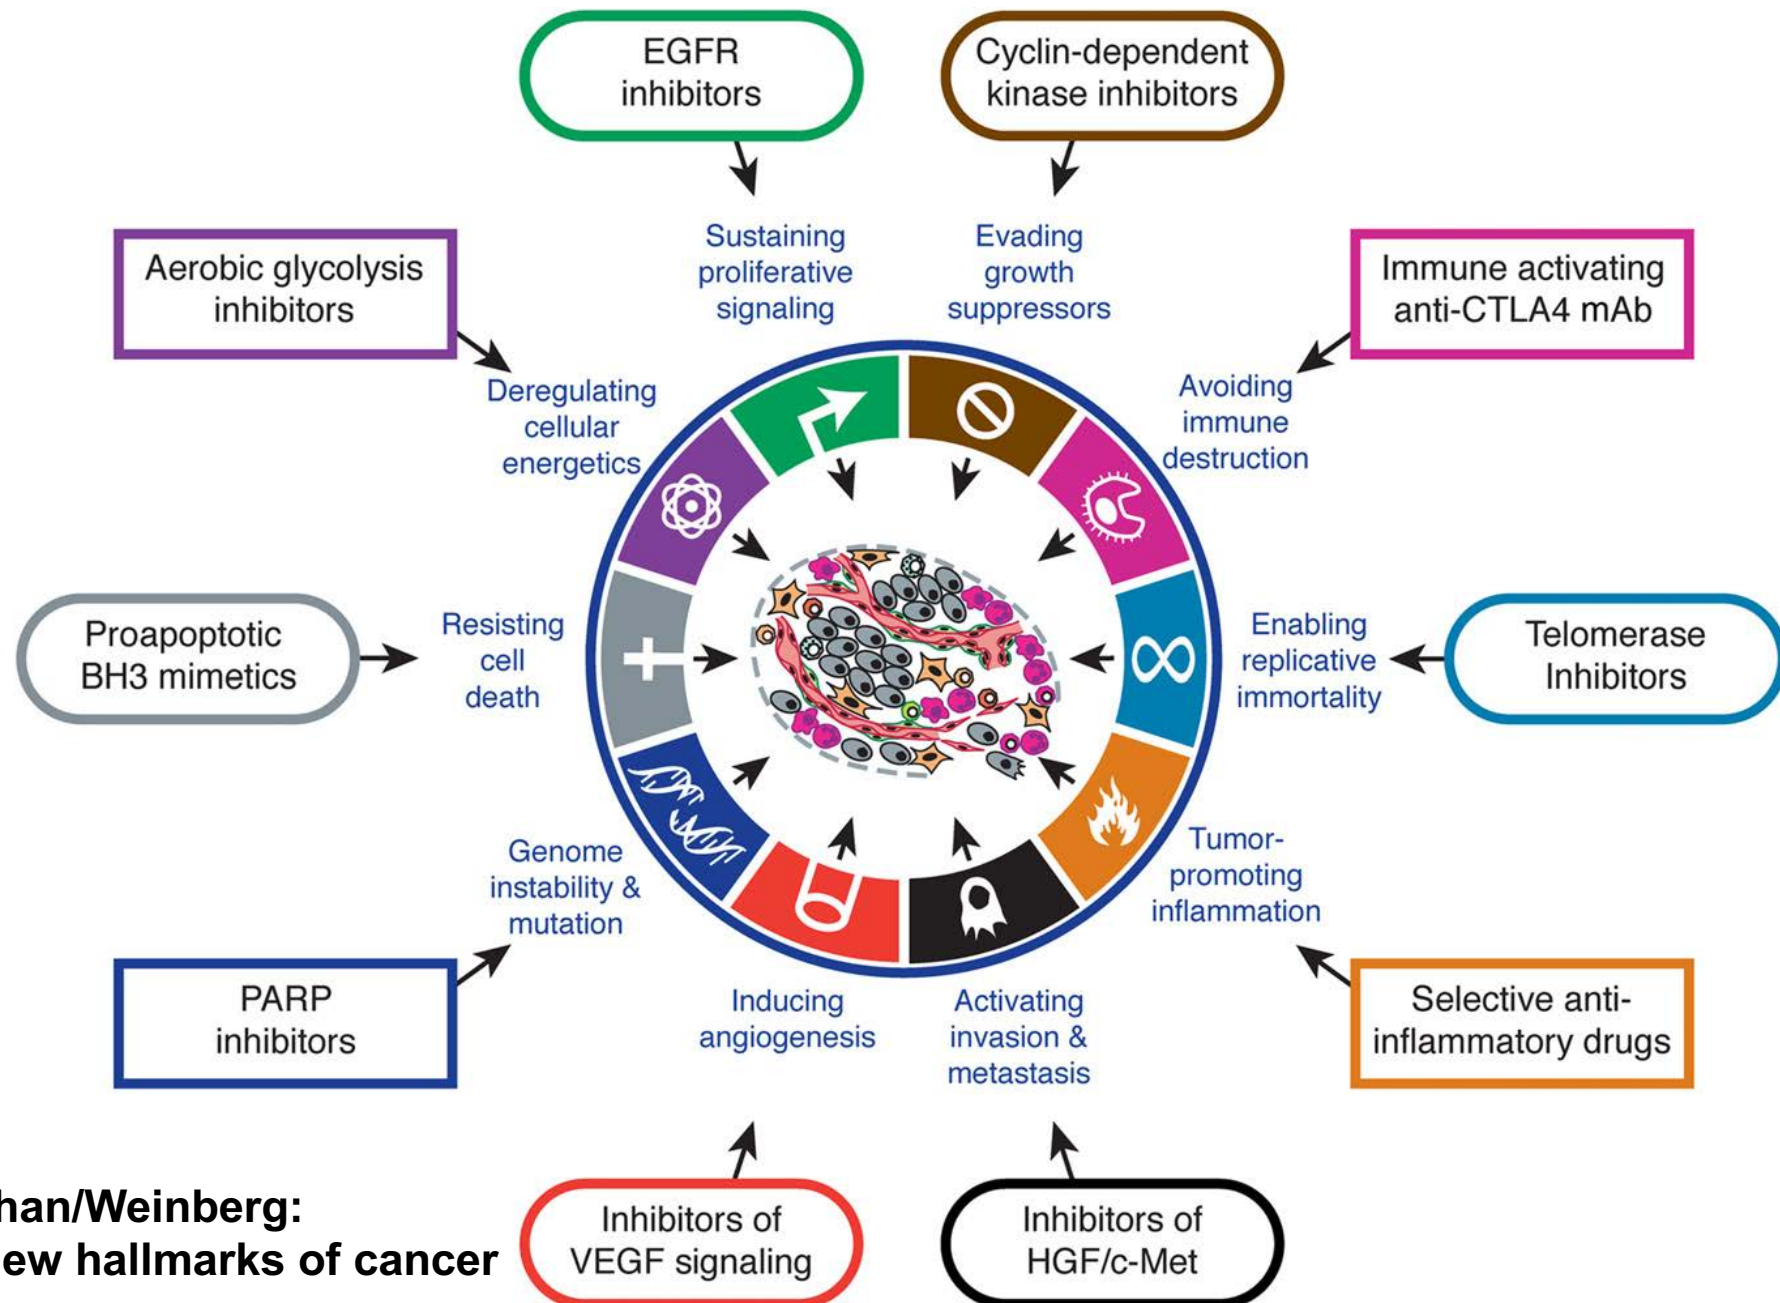 EGFR
inhibitors
Cyclin-dependent
kinase inhibitors
Aerobic glycolysis
inhibitors
Sustaining
proliferative
signaling
Evading
growth
suppressors
Immune activating
anti-CTLA4 mAb
Deregulating
cellular
energetics
Avoiding
immune
destruction
Proapoptotic
BH3 mimetics
Resisting
cell
death
Enabling
replicative
immortality
Telomerase
Inhibitors
Genome
instability &
mutation
Tumor-
promoting
inflammation
PARP
inhibitors
Inducing
angiogenesis
Activating
invasion &
metastasis
Selective anti-
inflammatory drugs
Inhibitors of
VEGF signaling
Inhibitors of
HGF/c-Met
han/Weinberg:
ew hallmarks of cancer